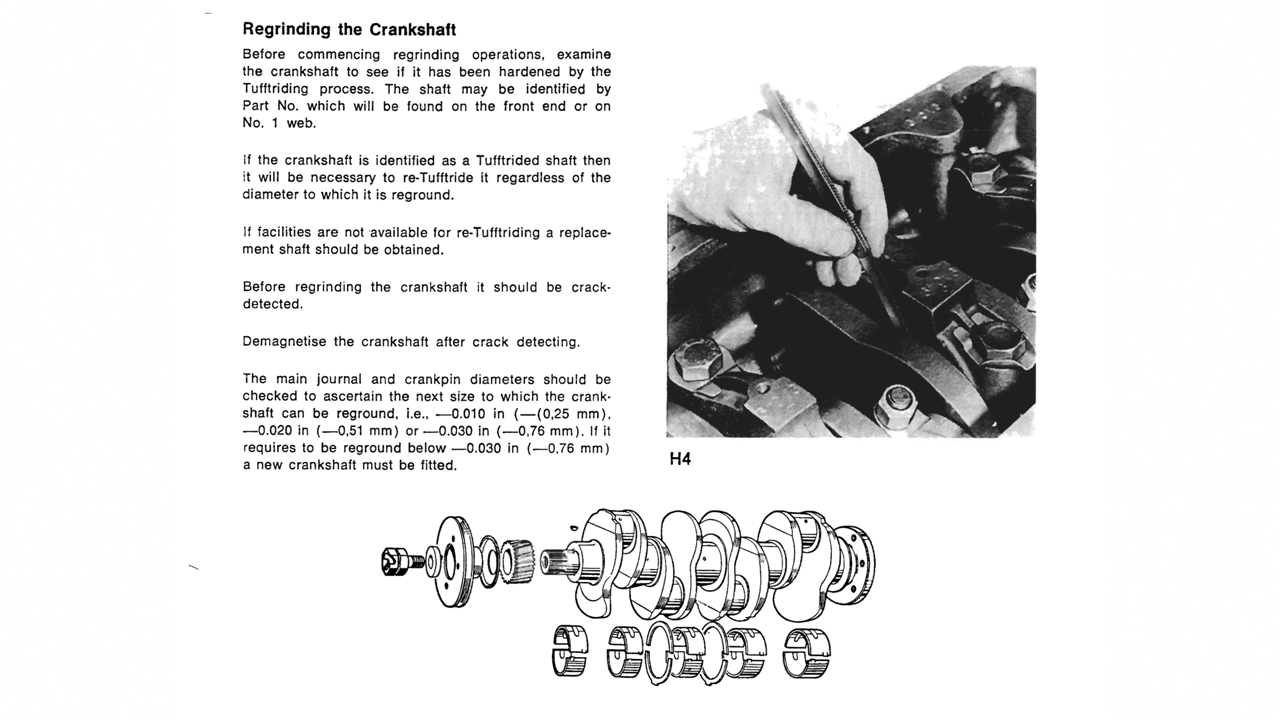 Regrinding the Crankshaft
Before commencing regrinding operations, examine
the crankshaft to see if it has been hardened by the
Tufftriding process. The shaft may be identified by
Part No. which will be found on the front end or on
No. 1 web.
If the crankshaft is identified as a Tufftrided shaft then
it will be necessary to re-Tufftride it regardless of the
diameter to which it is reground.
If facilities are not available for re-Tufftriding a replace-
ment shaft should be obtained.
Before regrinding the crankshaft it should be crack-
detected.
Demagnetise the crankshaft after crack detecting.
The main journal and crankpin diameters should be
checked to ascertain the next size to which the crank-
shaft can be reground, i.e., —0.010 in (—(0,25 mm),
—0.020 in (—0,51 mm) or —0.030 in (—0,76 mm). If it
requires to be reground below —0.030 in (—0,76 mm)
a new crankshaft must be fitted.
H4